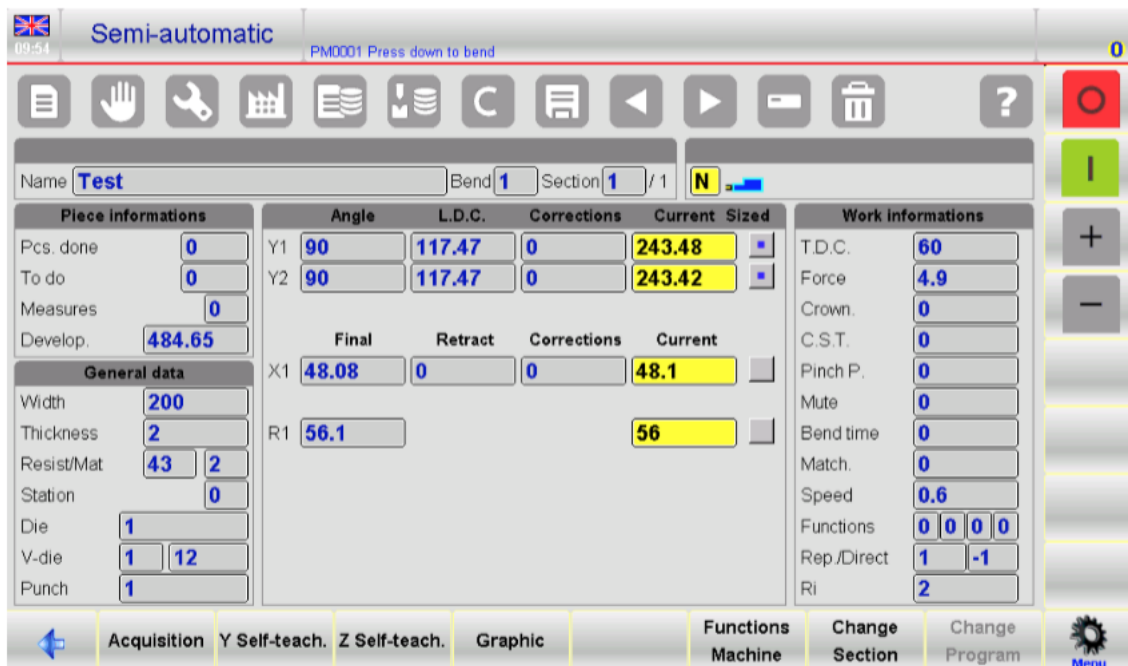 Semi-automatic
09:54
PM0001 Press down to bend
0
C
?
Name Test Bend 1 Section 1 / 1 N
Piece informations
Pcs. done 0
To do 0
Measures 0
Develop. 484.65
General data
Width 200
Thickness 2
Resist/Mat 43 2
Station 0
Die 1
V-die 1 12
Punch 1
Angle L.D.C. Corrections Current Sized
Y1 90 117.47 0 243.48
Y2 90 117.47 0 243.42
Final Retract Corrections Current
X1 48.08 0 0 48.1
R1 56.1 56
Work informations
T.D.C. 60
Force 4.9
Crown. 0
C.S.T. 0
Pinch P. 0
Mute 0
Bend time 0
Match. 0
Speed 0.6
Functions 0 0 0 0
Rep./Direct 1 -1
Ri 2
Acquisition
Y Self-teach.
Z Self-teach.
Graphic
Functions
Machine
Change
Section
Change
Program
Menu